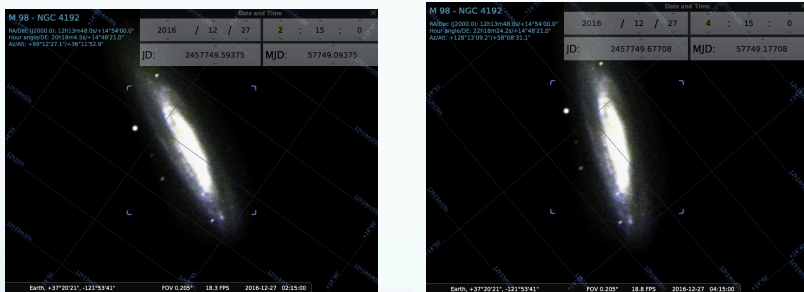 M 98 - NGC 4192
RA/Dec (J2000.0): 12h13m48.0s/+14°54'00.0"
Hour angle/DE: 20h18m4.5s/+14°48'21.0"
Az/Alt: +99°12'27.1"/+36°11'52.9"
Date and Time
2016 / 12 / 27 2 : 15 : 0
JD: 2457749.59375 MJD: 57749.09375
Earth, +37°20'21", -121°53'41" FOV 0.205° 18.3 FPS 2016-12-27 02:15:00
M 98 - NGC 4192
RA/Dec (J2000.0): 12h13m48.0s/+14°54'00.0"
Hour angle/DE: 22h18m24.2s/+14°48'21.0"
Az/Alt: +128°13'09.2"/+58°08'31.1"
Date and Time
2016 / 12 / 27 4 : 15 : 0
JD: 2457749.67708 MJD: 57749.17708
Earth, +37°20'21", -121°53'41" FOV 0.205° 18.8 FPS 2016-12-27 04:15:00